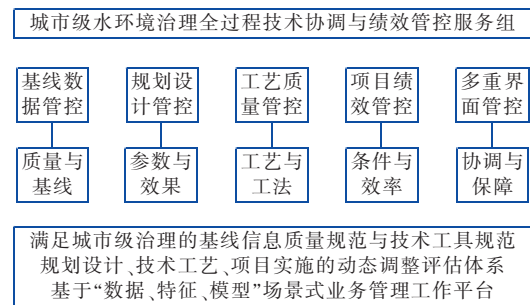 城市级水环境治理全过程技术协调与绩效管控服务组
基线数
据管控
规划设
计管控
工艺质
量管控
项目绩
效管控
多重界
面管控
质量与
基线
参数与
效果
工艺与
工法
条件与
效率
协调与
保障
满足城市级治理的基线信息质量规范与技术工具规范
规划设计、技术工艺、项目实施的动态调整评估体系
基于“数据、特征、模型”场景式业务管理工作平台